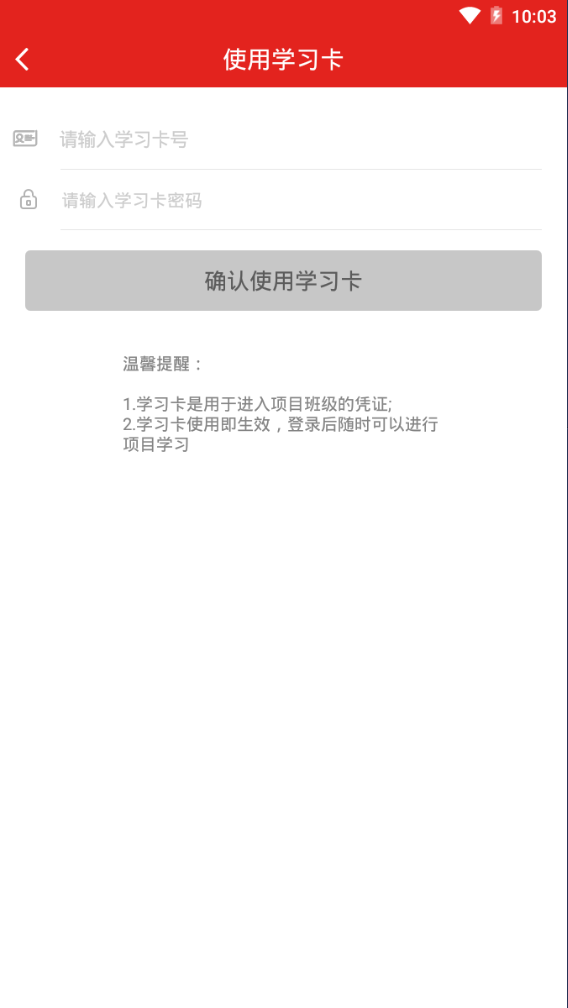 10:03
使用学习卡
请输入学习卡号
请输入学习卡密码
确认使用学习卡
温馨提醒：
1.学习卡是用于进入项目班级的凭证;
2.学习卡使用即生效，登录后随时可以进行
项目学习